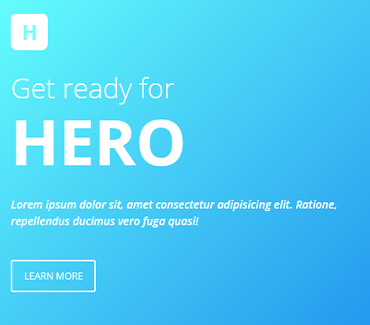 H
Get ready for
HERO
Lorem ipsum dolor sit, amet consectetur adipisicing elit. Ratione,
repellendus ducimus vero fuga quasi!
LEARN MORE